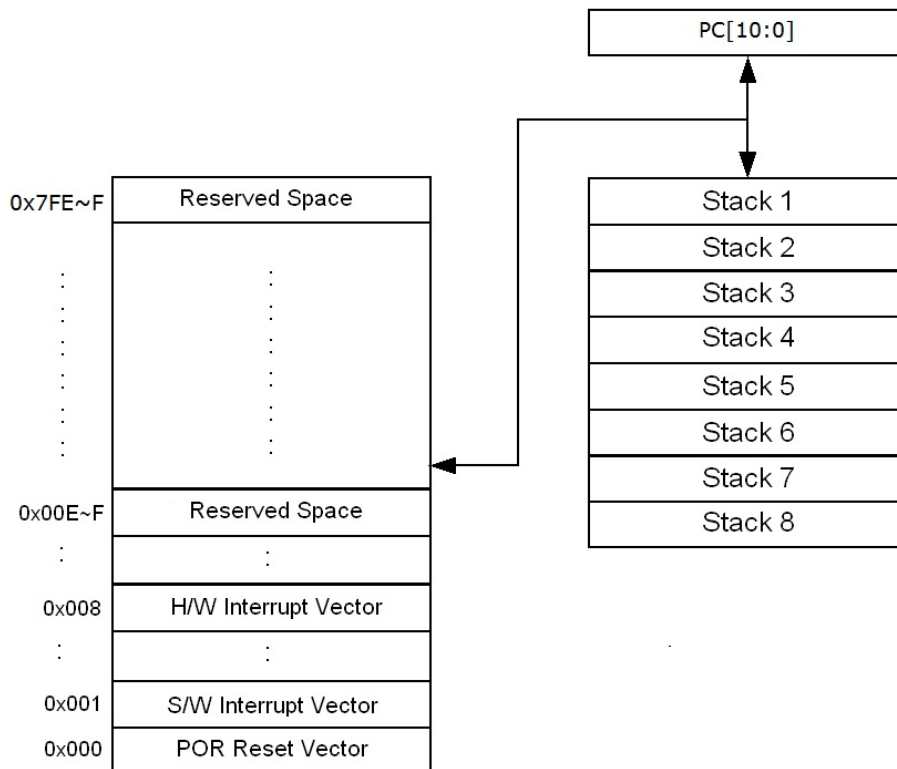 PC[10:0]
0x7FE~F Reserved Space
0x00E~F Reserved Space
0x008 H/W Interrupt Vector
0x001 S/W Interrupt Vector
0x000 POR Reset Vector
Stack 1
Stack 2
Stack 3
Stack 4
Stack 5
Stack 6
Stack 7
Stack 8